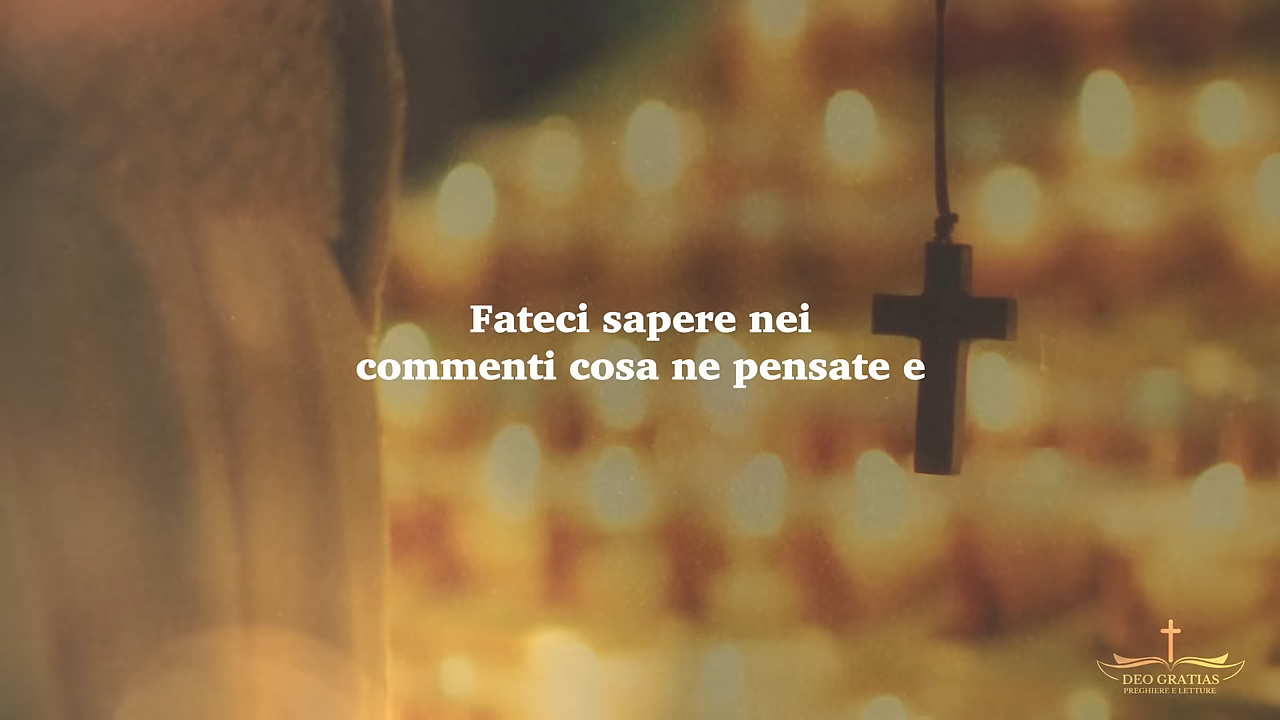 Fateci sapere nei
commenti cosa ne pensate e
DEO GRATIAS
PREGHIERE E LETTURE